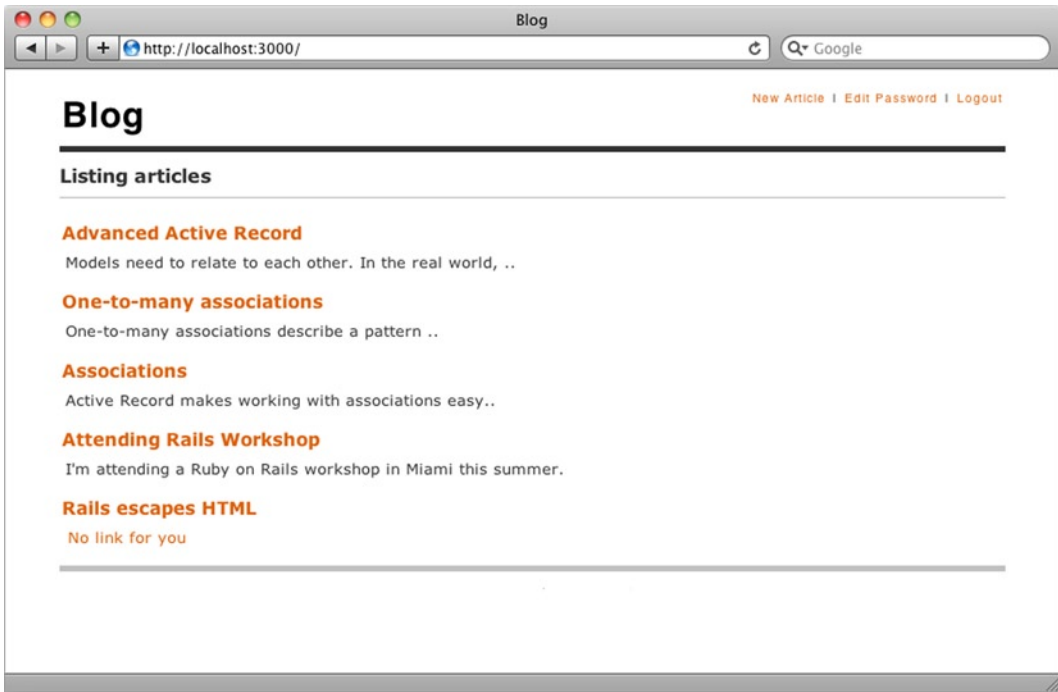 Blog
http://localhost:3000/
Google
New Article | Edit Password | Logout
Blog
Listing articles
Advanced Active Record
Models need to relate to each other. In the real world, ..
One-to-many associations
One-to-many associations describe a pattern ..
Associations
Active Record makes working with associations easy..
Attending Rails Workshop
I'm attending a Ruby on Rails workshop in Miami this summer.
Rails escapes HTML
No link for you